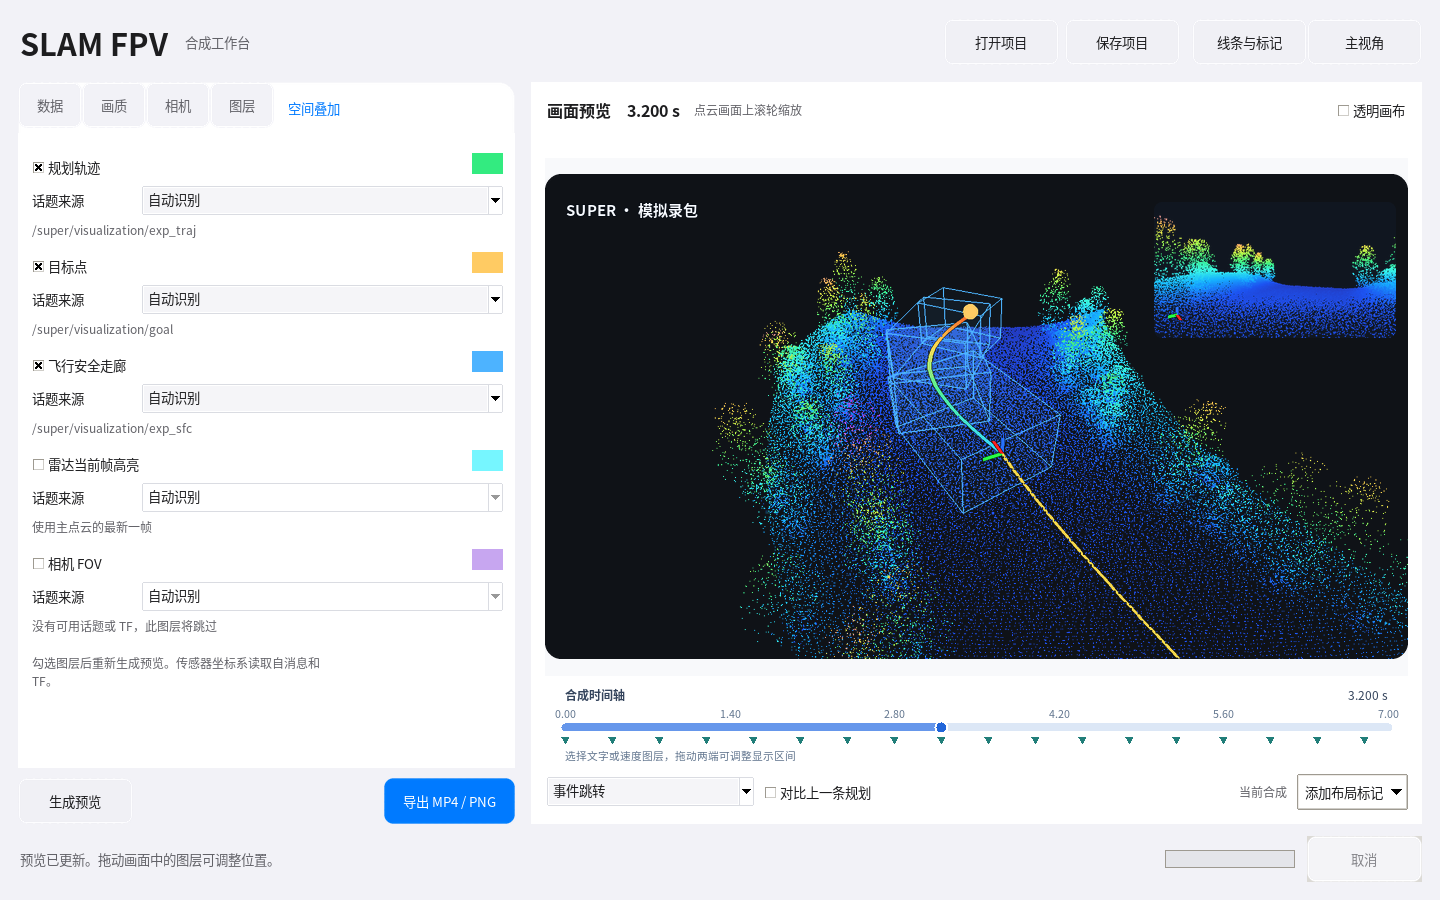 SLAM FPV 合成工作台 打开项目 保存项目 线条与标记 主视角
数据 画质 相机 图层 空间叠加
规划轨迹
话题来源 自动识别
/super/visualization/exp_traj
目标点
话题来源 自动识别
/super/visualization/goal
飞行安全走廊
话题来源 自动识别
/super/visualization/exp_sfc
雷达当前帧高亮
话题来源 自动识别
使用主点云的最新一帧
相机 FOV
话题来源 自动识别
没有可用话题或 TF，此图层将跳过
勾选图层后重新生成预览。传感器坐标系读取自消息和
TF。
生成预览 导出 MP4 / PNG
画面预览 3.200 s 点云画面上滚轮缩放 透明画布
SUPER · 模拟录包
合成时间轴 3.200 s
0.00 1.40 2.80 4.20 5.60 7.00
选择文字或速度图层，拖动两端可调整显示区间
事件跳转 对比上一条规划 当前合成 添加布局标记
预览已更新。拖动画面中的图层可调整位置。 取消